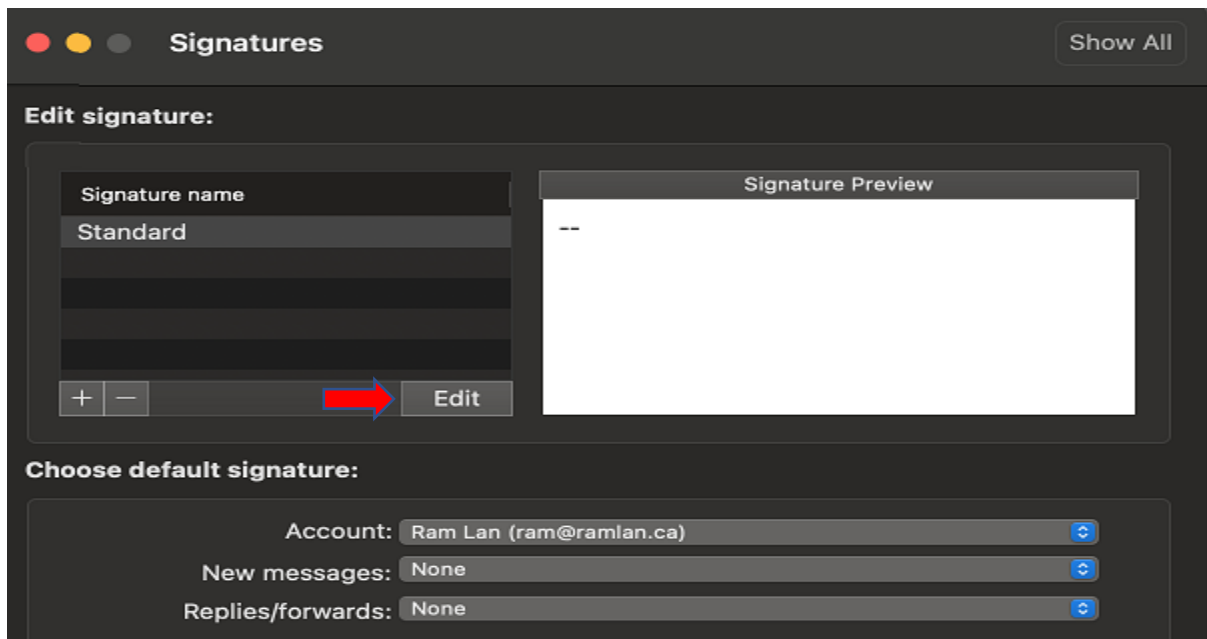 Signatures
Show All
Edit signature:
Signature name
Signature Preview
Standard
--
+ −
Edit
Choose default signature:
Account: Ram Lan (ram@ramlan.ca)
New messages: None
Replies/forwards: None